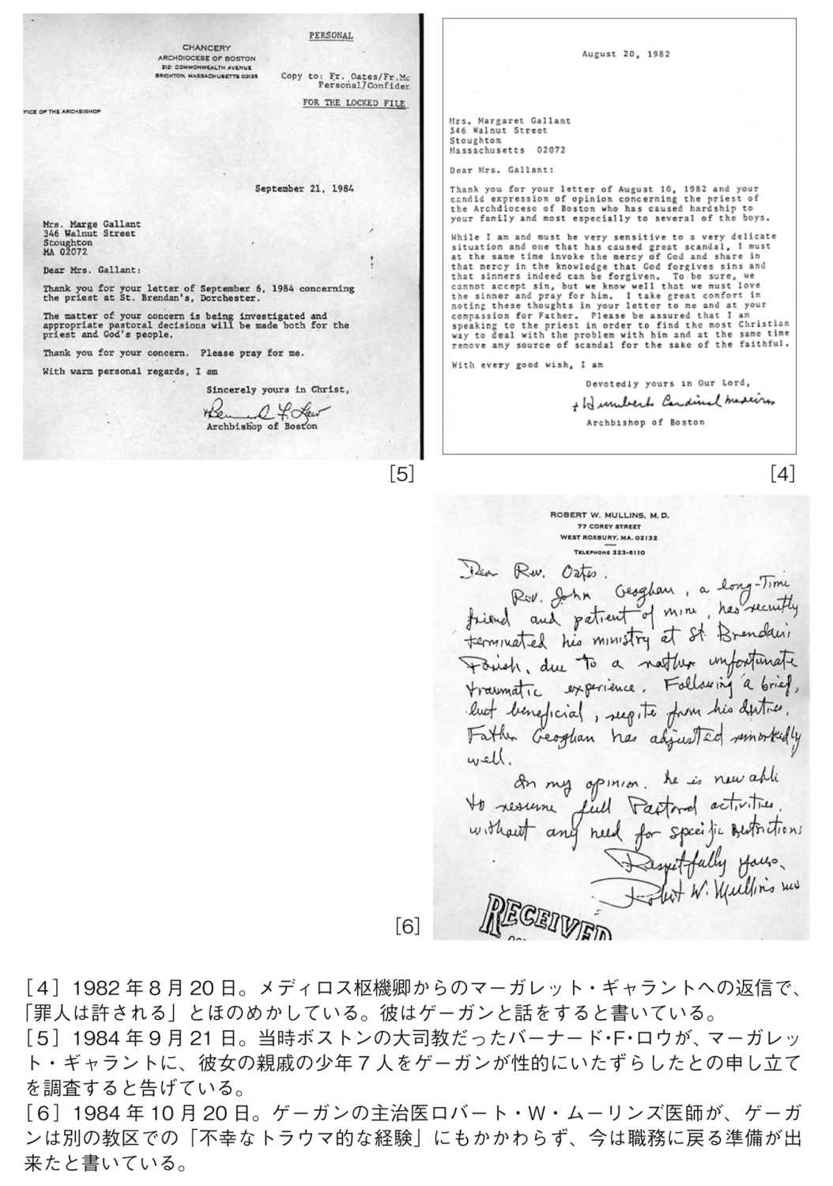 PERSONAL
CHANCERY
ARCHDIOCESE OF BOSTON
2121 COMMONWEALTH AVENUE
BRIGHTON, MASSACHUSETTS 02135
Copy to: Fr. Oates/Fr.Mc
Personal/Confiden
FOR THE LOCKED FILE
FICE OF THE ARCHBISHOP
September 21, 1984
Mrs. Marge Gallant
346 Walnut Street
Stoughton
MA 02072
Dear Mrs. Gallant:
Thank you for your letter of September 6, 1984 concerning
the priest at St. Brendan's, Dorchester.
The matter of your concern is being investigated and
appropriate pastoral decisions will be made both for the
priest and God's people.
Thank you for your concern. Please pray for me.
With warm personal regards, I am
Sincerely yours in Christ,
+Bernard F. Law
Archbishop of Boston
[5]
August 20, 1982
Mrs. Margaret Gallant
346 Walnut Street
Stoughton
Massachusetts 02072
Dear Mrs. Gallant:
Thank you for your letter of August 16, 1982 and your
candid expression of opinion concerning the priest of
the Archdiocese of Boston who has caused hardship to
your family and most especially to several of the boys.
While I am and must be very sensitive to a very delicate
situation and one that has caused great scandal, I must
at the same time invoke the mercy of God and share in
that mercy in the knowledge that God forgives sins and
that sinners indeed can be forgiven. To be sure, we
cannot accept sin, but we know well that we must love
the sinner and pray for him. I take great comfort in
noting these thoughts in your letter to me and at your
compassion for Father. Please be assured that I am
speaking to the priest in order to find the most Christian
way to deal with the problem with him and at the same time
remove any source of scandal for the sake of the faithful.
With every good wish, I am
Devotedly yours in Our Lord,
+ Humberto Cardinal Medeiros
Archbishop of Boston
[4]
ROBERT W. MULLINS, M. D.
77 COREY STREET
WEST ROXBURY, MA. 02132
TELEPHONE 323-6110
Dear Rev. Oates.
Rev. John Geoghan, a long-time
friend and patient of mine, has recently
terminated his ministry at St Brendan's
Parish, due to a rather unfortunate
traumatic experience. Following a brief,
but beneficial, respite from his duties,
Father Geoghan has adjusted remarkedly
well.
In my opinion. he is now able
to resume full Pastoral activities.
without any need for specific restrictions
Respectfully yours,
Robert W. Mullins MD
RECEIVED
[6]
[4] 1982 年 8 月 20 日。メディロス枢機卿からのマーガレット・ギャラントへの返信で、
「罪人は許される」とほのめかしている。彼はゲーガンと話をすると書いている。
[5] 1984 年 9 月 21 日。当時ボストンの大司教だったバーナード・F・ロウが、マーガレッ
ト・ギャラントに、彼女の親戚の少年 7 人をゲーガンが性的にいたずらしたとの申し立て
を調査すると告げている。
[6] 1984 年 10 月 20 日。ゲーガンの主治医ロバート・W・ムーリンズ医師が、ゲーガ
ンは別の教区での「不幸なトラウマ的な経験」にもかかわらず、今は職務に戻る準備が出
来たと書いている。